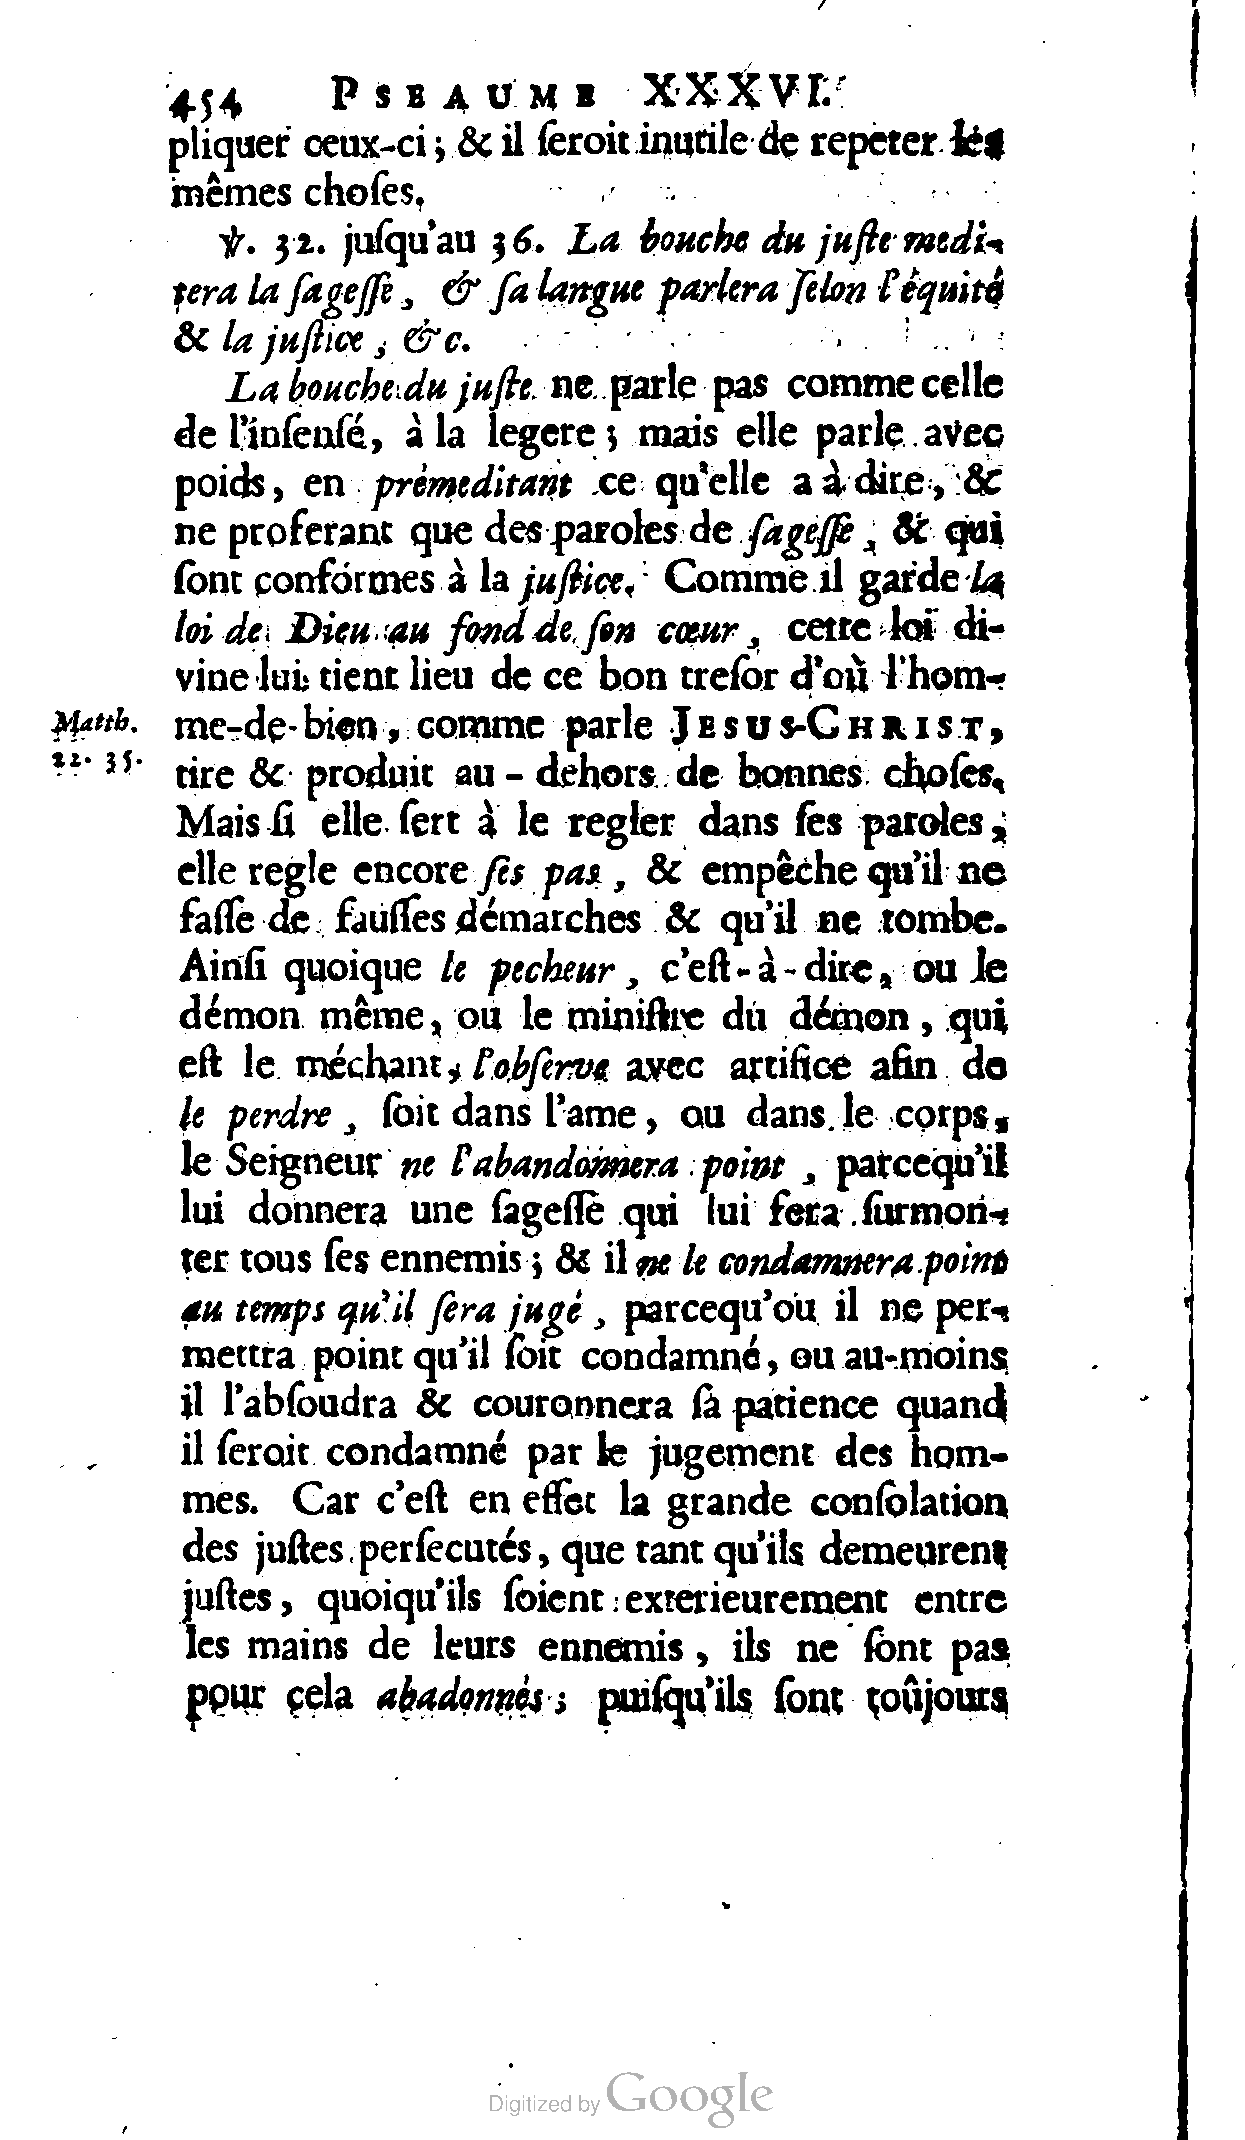 454 PSEAUME XXXVI.
pliquer ceux-ci; & il ſeroit inutile de repeter les
mêmes choſes.
℣. 32. juſqu'au 36. La bouche du juſte medi-
tera la ſageſſe, & ſa langue parlera ſelon l'équité
& la juſtice, &c.
La bouche du juſte ne parle pas comme celle
de l'inſenſé, à la legere; mais elle parle avec
poids, en prémeditant ce qu'elle a à dire, &
ne proferant que des paroles de ſageſſe, & qui
ſont conformes à la juſtice. Comme il garde la
loi de Dieu au fond de ſon cœur, cette loi di-
vine lui tient lieu de ce bon treſor d'où l'hom-
Matth. me-de-bien, comme parle JESUS-CHRIST,
22. 35. tire & produit au-dehors de bonnes choſes.
Mais ſi elle ſert à le regler dans ſes paroles,
elle regle encore ſes pas, & empêche qu'il ne
faſſe de fauſſes démarches & qu'il ne tombe.
Ainſi quoique le pecheur, c'eſt-à-dire, ou le
démon même, ou le miniſtre du démon, qui
eſt le méchant, l'obſerve avec artifice afin de
le perdre, ſoit dans l'ame, ou dans le corps,
le Seigneur ne l'abandonnera point, parcequ'il
lui donnera une ſageſſe qui lui fera ſurmon-
ter tous ſes ennemis; & il ne le condamnera point
au temps qu'il ſera jugé, parcequ'ou il ne per-
mettra point qu'il ſoit condamné, ou au-moins
il l'abſoudra & couronnera ſa patience quand
il ſeroit condamné par le jugement des hom-
mes. Car c'eſt en effet la grande conſolation
des juſtes perſecutés, que tant qu'ils demeurent
juſtes, quoiqu'ils ſoient exterieurement entre
les mains de leurs ennemis, ils ne ſont pas
pour cela abadonnés; puiſqu'ils ſont toûjours
Digitized by Google